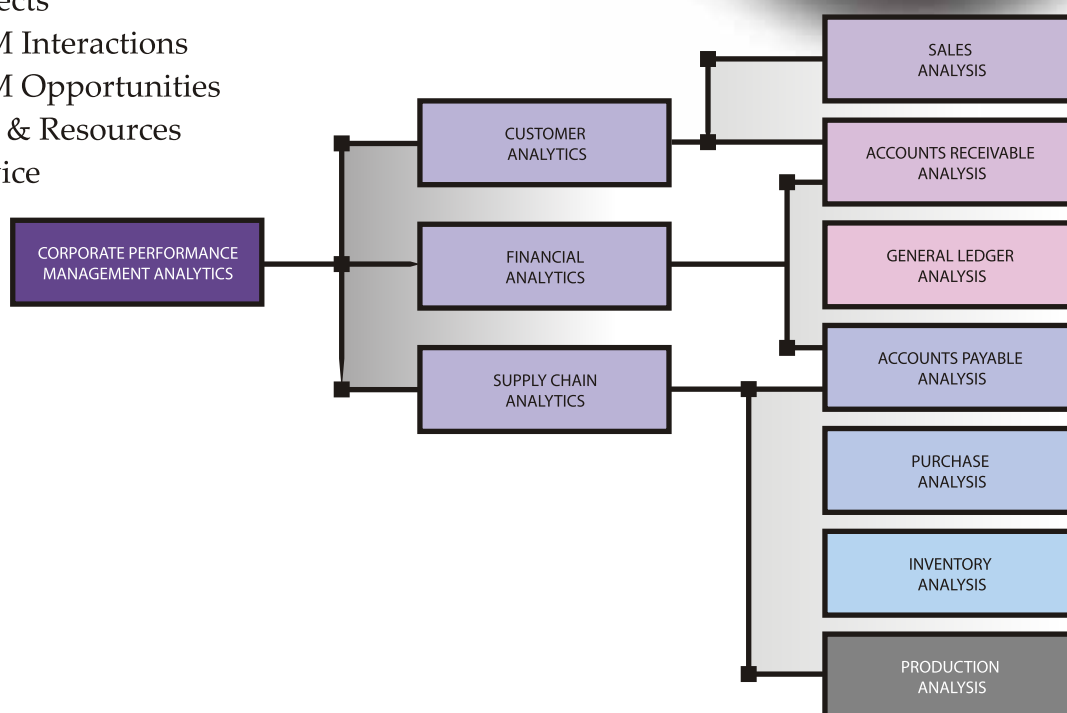 M Interactions
M Opportunities
& Resources
CORPORATE PERFORMANCE
MANAGEMENT ANALYTICS
CUSTOMER
ANALYTICS
FINANCIAL
ANALYTICS
SUPPLY CHAIN
ANALYTICS
SALES
ANALYSIS
ACCOUNTS RECEIVABLE
ANALYSIS
GENERAL LEDGER
ANALYSIS
ACCOUNTS PAYABLE
ANALYSIS
PURCHASE
ANALYSIS
INVENTORY
ANALYSIS
PRODUCTION
ANALYSIS